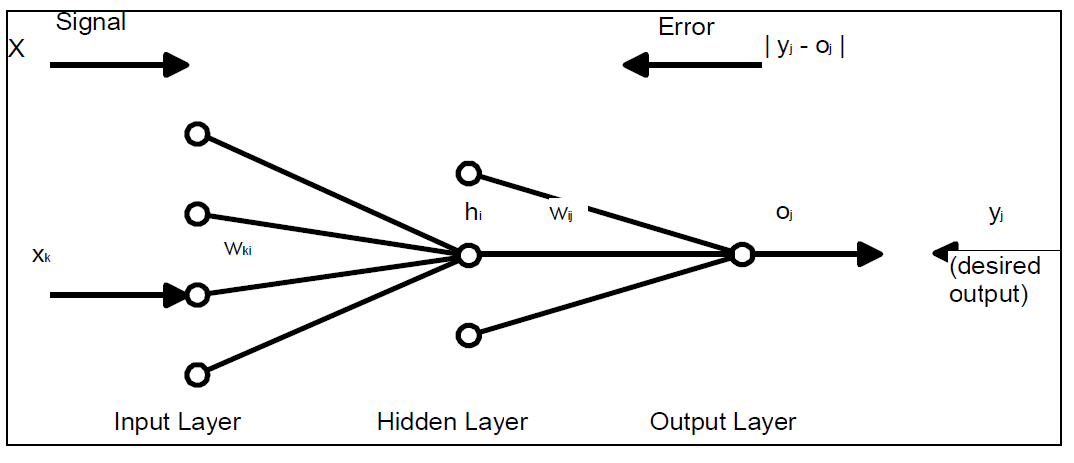 Signal
Error
X
| yj - oj |
hi
wij
oj
yj
wki
xk
(desired
output)
Input Layer
Hidden Layer
Output Layer